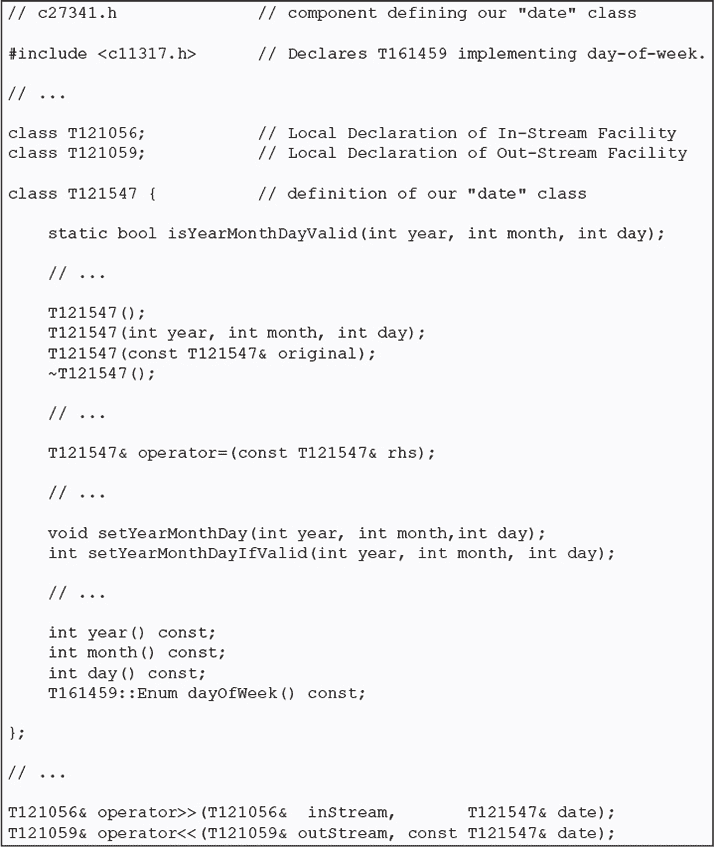 // c27341.h             // component defining our "date" class
#include <c11317.h>      // Declares T161459 implementing day-of-week.
// ...
class T121056;           // Local Declaration of In-Stream Facility
class T121059;           // Local Declaration of Out-Stream Facility
class T121547 {          // definition of our "date" class
    static bool isYearMonthDayValid(int year, int month, int day);
    // ...
    T121547();
    T121547(int year, int month, int day);
    T121547(const T121547& original);
    ~T121547();
    // ...
    T121547& operator=(const T121547& rhs);
    // ...
    void setYearMonthDay(int year, int month,int day);
    int setYearMonthDayIfValid(int year, int month, int day);
    // ...
    int year() const;
    int month() const;
    int day() const;
    T161459::Enum dayOfWeek() const;
};
// ...
T121056& operator>>(T121056&  inStream,       T121547& date);
T121059& operator<<(T121059& outStream, const T121547& date);